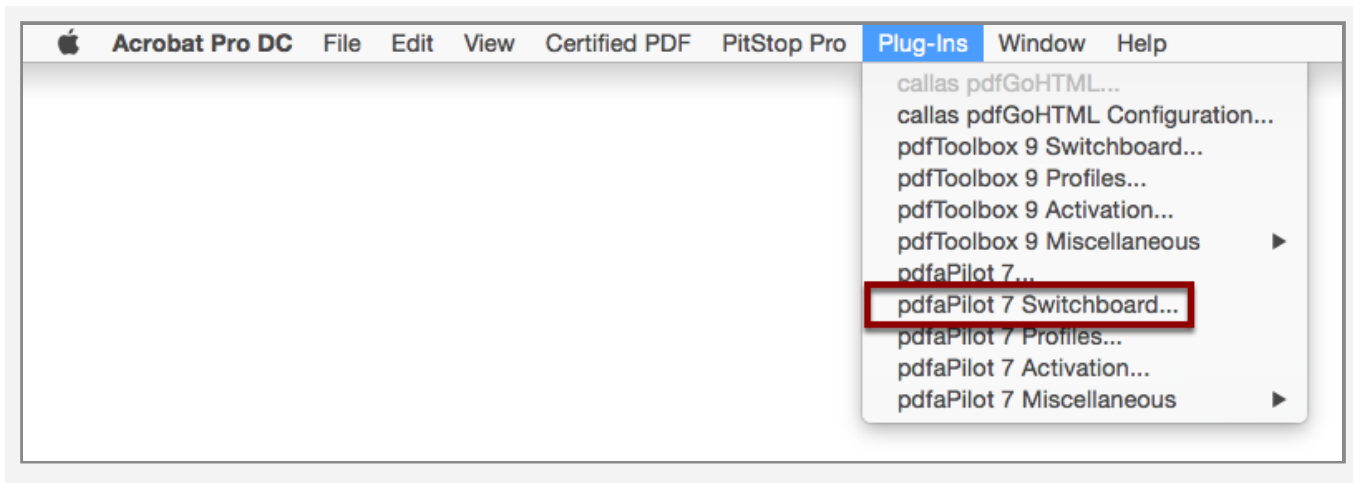 Acrobat Pro DC File Edit View Certified PDF PitStop Pro Plug-Ins Window Help
callas pdfGoHTML...
callas pdfGoHTML Configuration...
pdfToolbox 9 Switchboard...
pdfToolbox 9 Profiles...
pdfToolbox 9 Activation...
pdfToolbox 9 Miscellaneous
pdfaPilot 7...
pdfaPilot 7 Switchboard...
pdfaPilot 7 Profiles...
pdfaPilot 7 Activation...
pdfaPilot 7 Miscellaneous